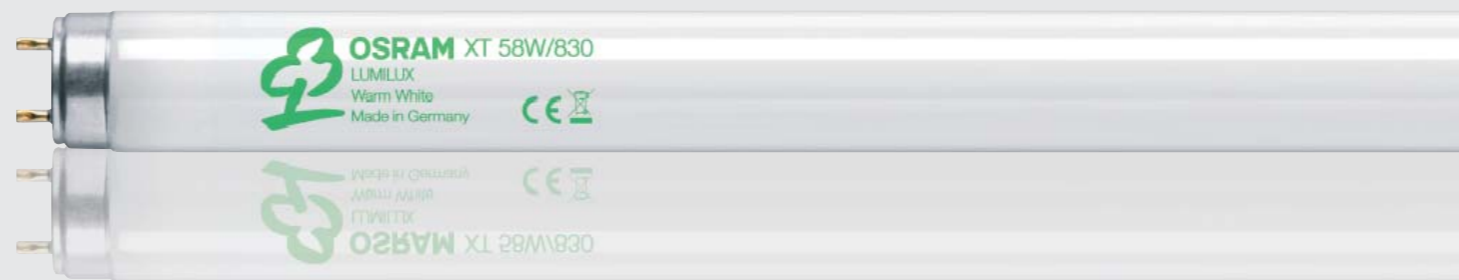 OSRAM XT 58W/830
LUMILUX
Warm White
Made in Germany
CE